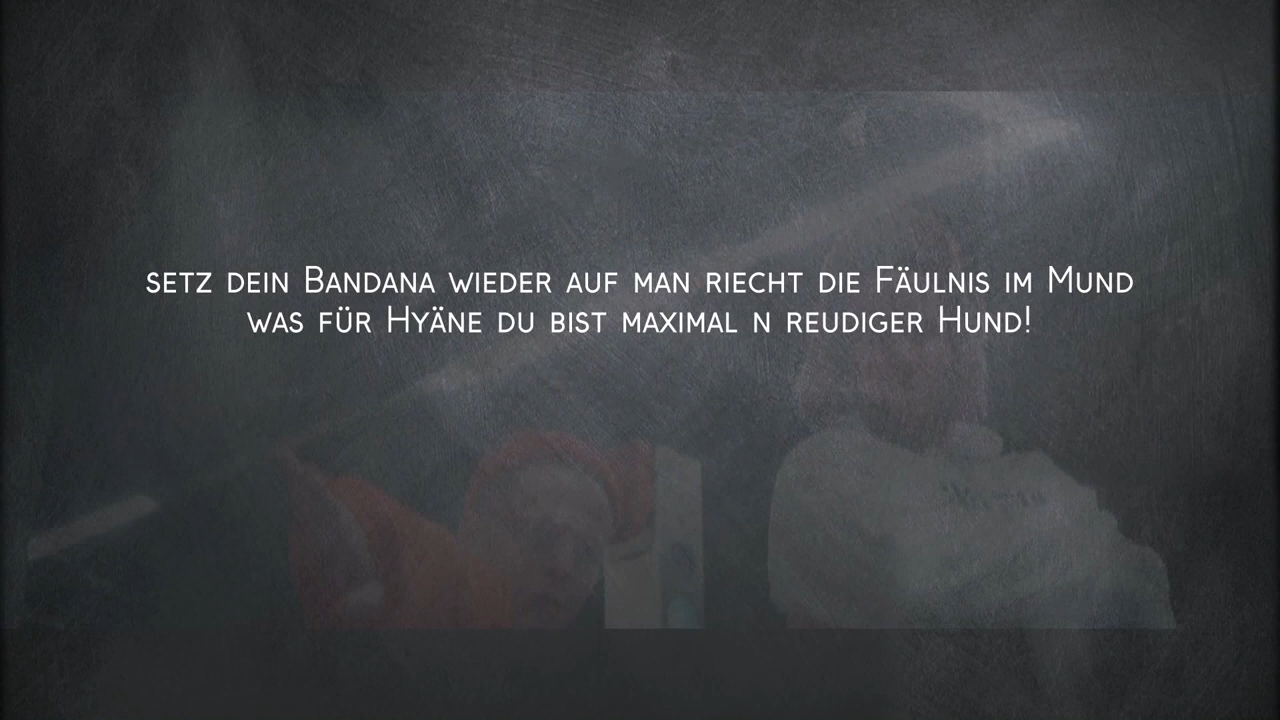 setz dein Bandana wieder auf man riecht die Fäulnis im Mund
was für Hyäne du bist maximal n reudiger Hund!